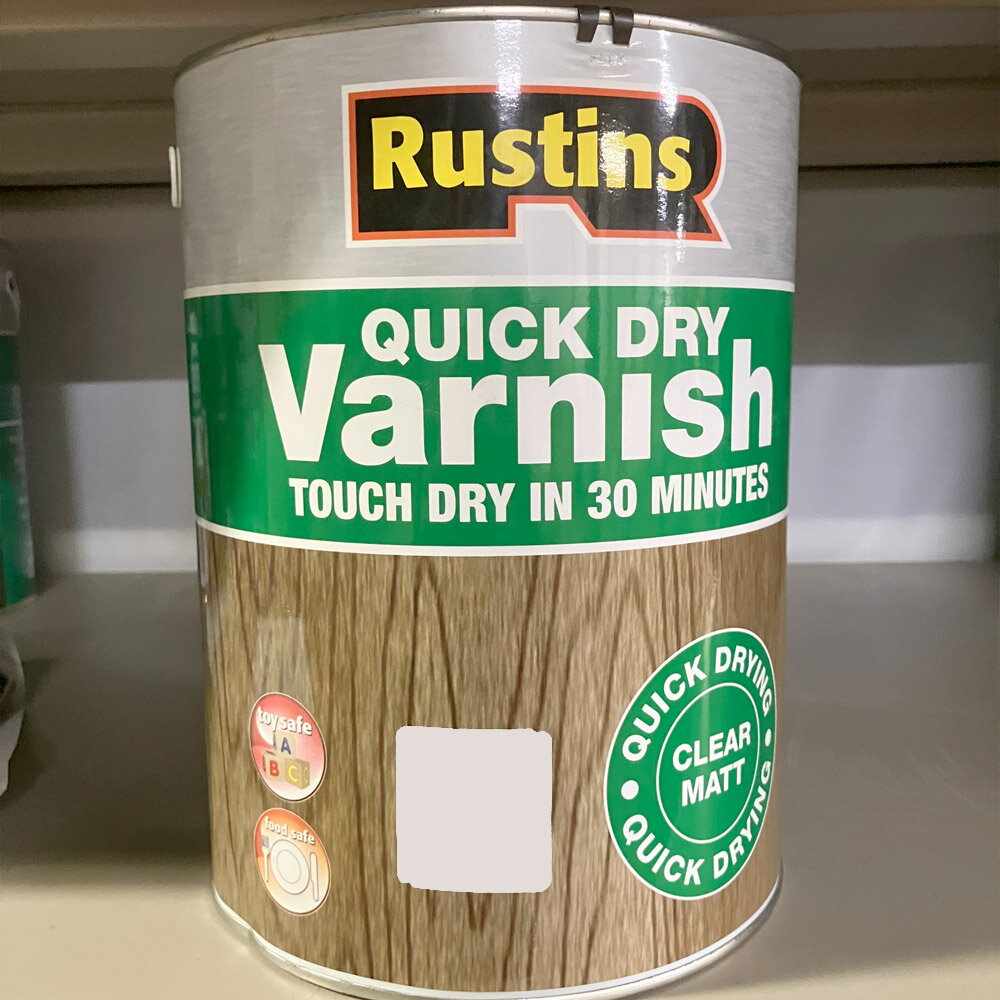 Rustins
QUICK DRY
Varnish
TOUCH DRY IN 30 MINUTES
QUICK DRYING
CLEAR
MATT
QUICK DRYING
toy safe
A
B C
food safe